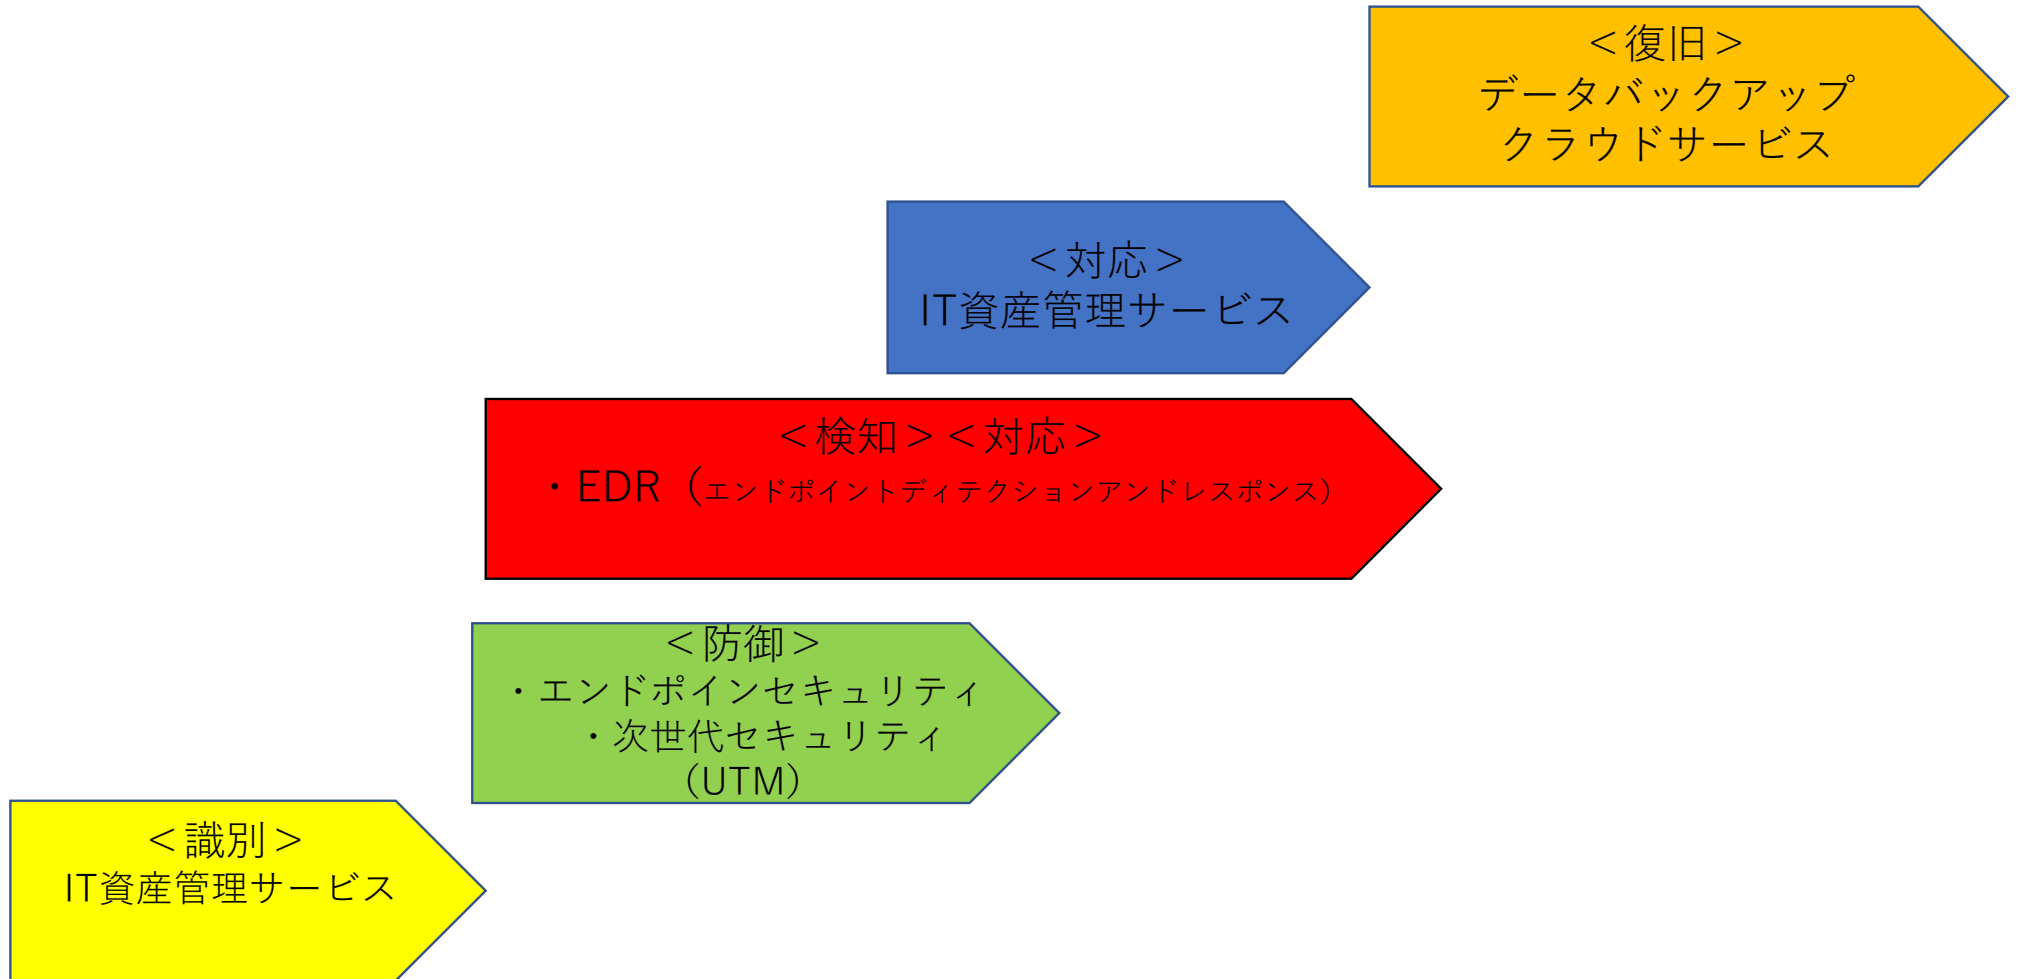 ＜復旧＞
データバックアップ
クラウドサービス
＜対応＞
IT資産管理サービス
＜検知＞＜対応＞
・EDR（エンドポイントディテクションアンドレスポンス）
＜防御＞
・エンドポインセキュリティ
・次世代セキュリティ
（UTM）
＜識別＞
IT資産管理サービス